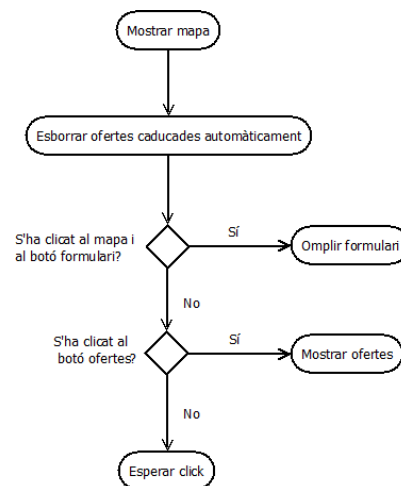 Mostrar mapa
Esborrar ofertes caducades automàticament
S'ha clicat al mapa i
al botó formulari?
Sí
Omplir formulari
No
S'ha clicat al
botó ofertes?
Sí
Mostrar ofertes
No
Esperar click